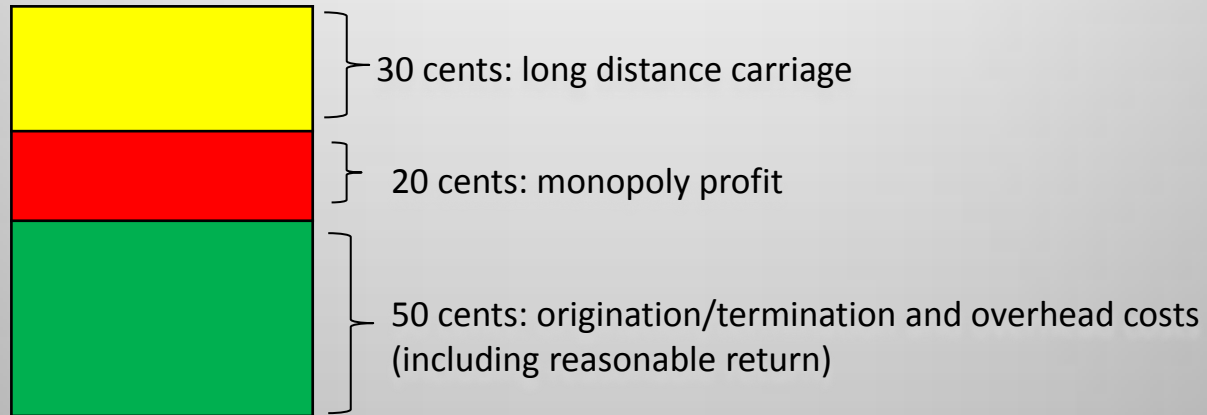 30 cents: long distance carriage
20 cents: monopoly profit
50 cents: origination/termination and overhead costs
(including reasonable return)